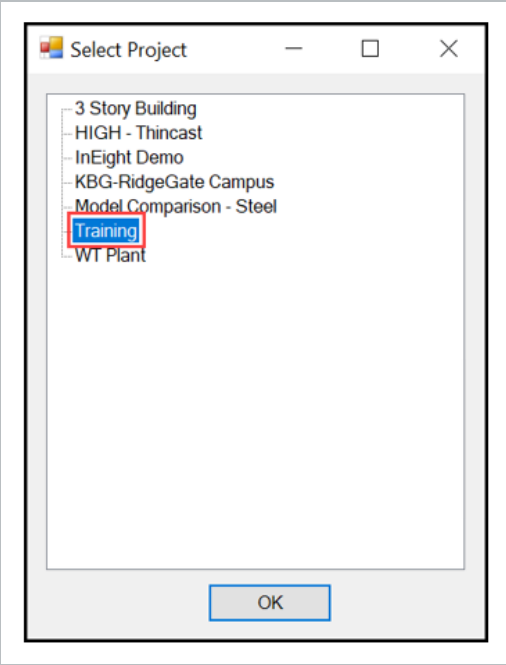 Select Project
3 Story Building
HIGH - Thincast
InEight Demo
KBG-RidgeGate Campus
Model Comparison - Steel
Training
WT Plant
OK